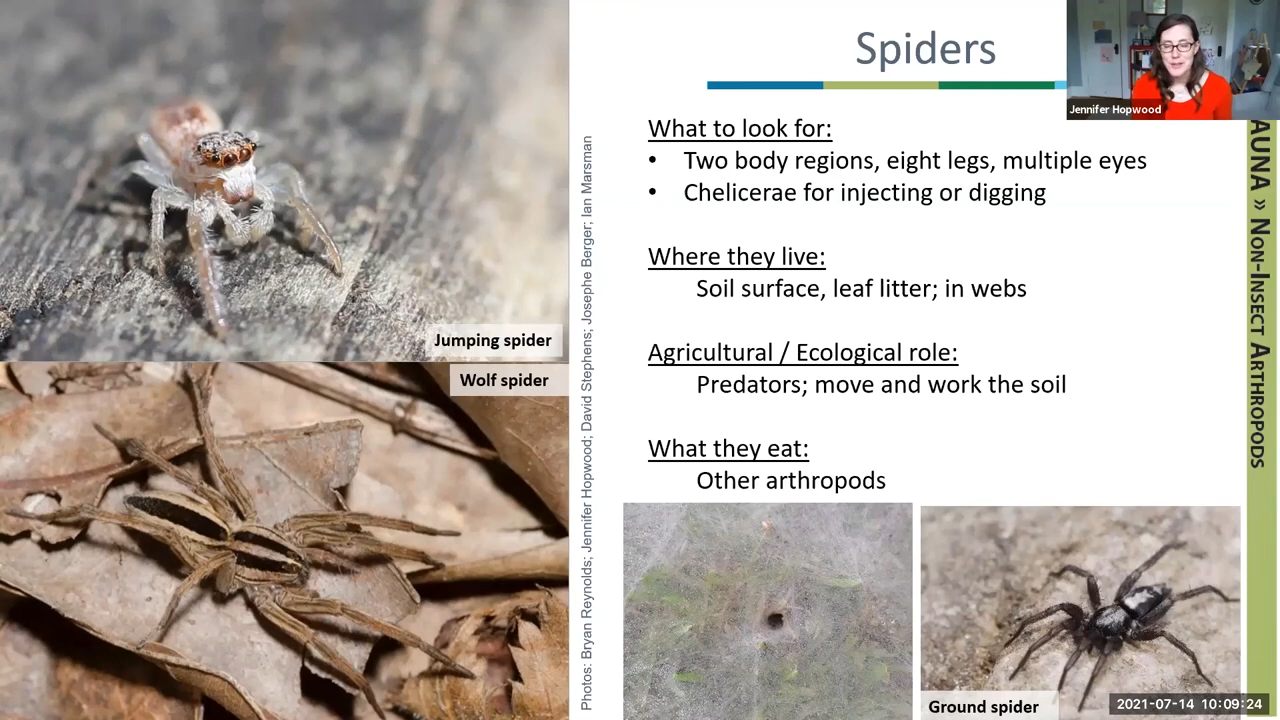 Spiders
Jennifer Hopwood
What to look for:
• Two body regions, eight legs, multiple eyes
• Chelicerae for injecting or digging
Where they live:
Soil surface, leaf litter; in webs
Agricultural / Ecological role:
Predators; move and work the soil
What they eat:
Other arthropods
Jumping spider
Wolf spider
Ground spider
Photos: Bryan Reynolds; Jennifer Hopwood; David Stephens; Josephe Berger; Ian Marsman
AUNA » NON-INSECT ARTHROPODS
2021-07-14 10:09:24